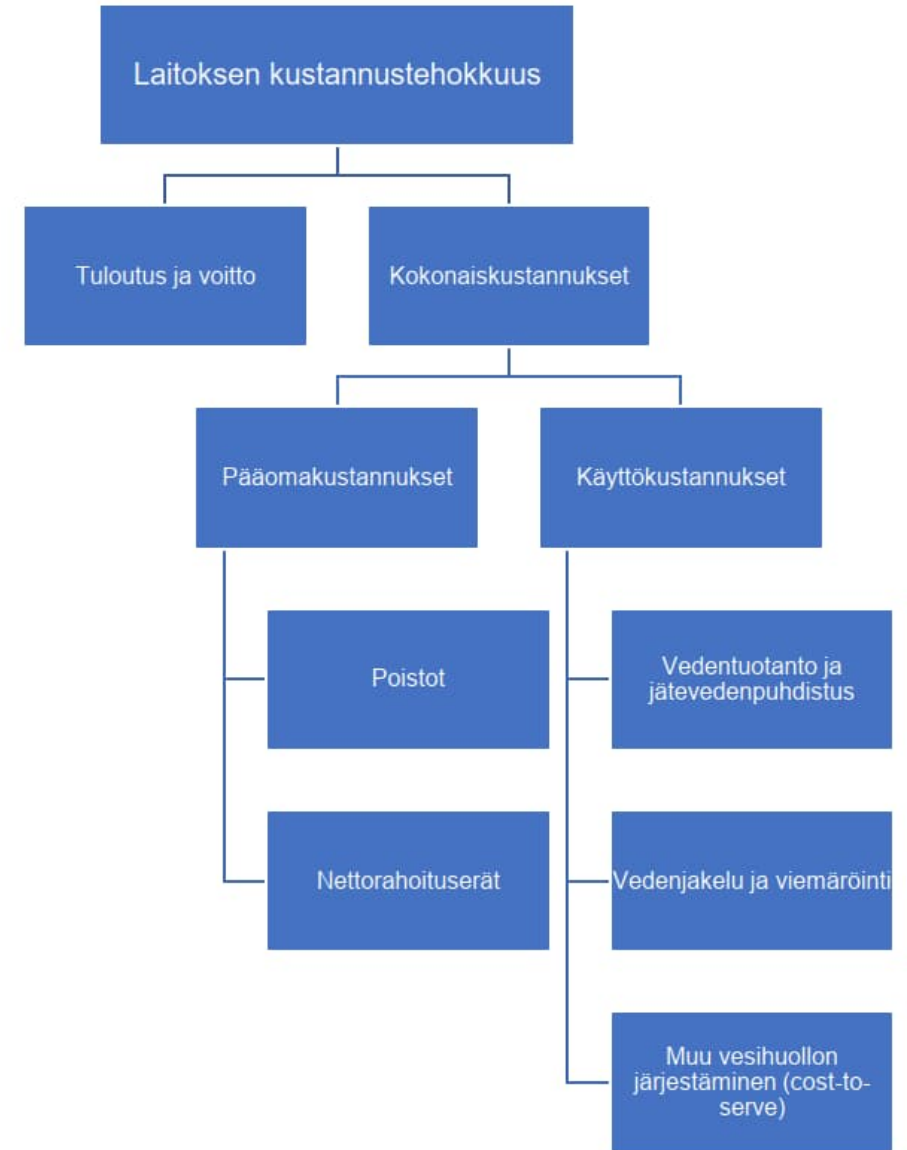 Laitoksen kustannustehokkuus
Tuloutus ja voitto
Kokonaiskustannukset
Pääomakustannukset
Käyttökustannukset
Poistot
Nettorahoituserät
Vedentuotanto ja
jätevedenpuhdistus
Vedenjakelu ja viemäröinti
Muu vesihuollon
järjestäminen (cost-to-
serve)